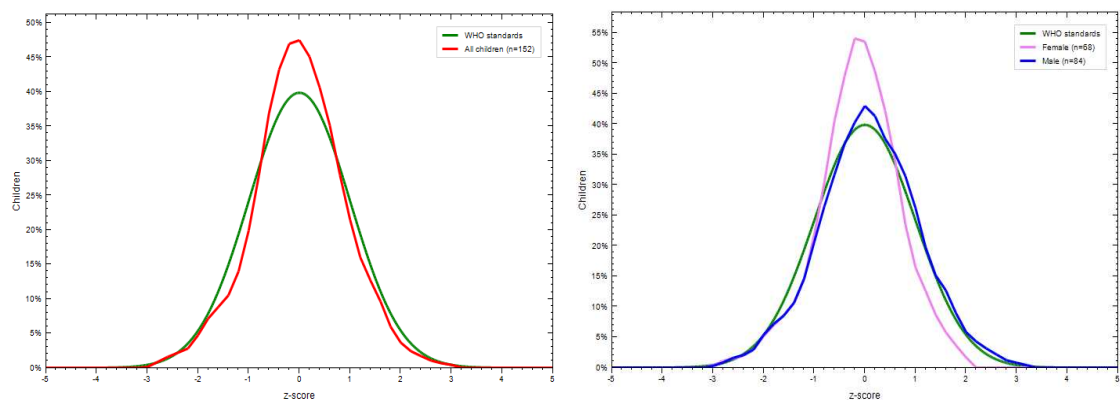 50%
45%
40%
35%
30%
25%
20%
15%
10%
5%
0%
Children
WHO standards
All children (n=152)
-5 -4 -3 -2 -1 0 1 2 3 4 5
z-score
55%
50%
45%
40%
35%
30%
25%
20%
15%
10%
5%
0%
Children
WHO standards
Female (n=68)
Male (n=84)
-5 -4 -3 -2 -1 0 1 2 3 4 5
z-score